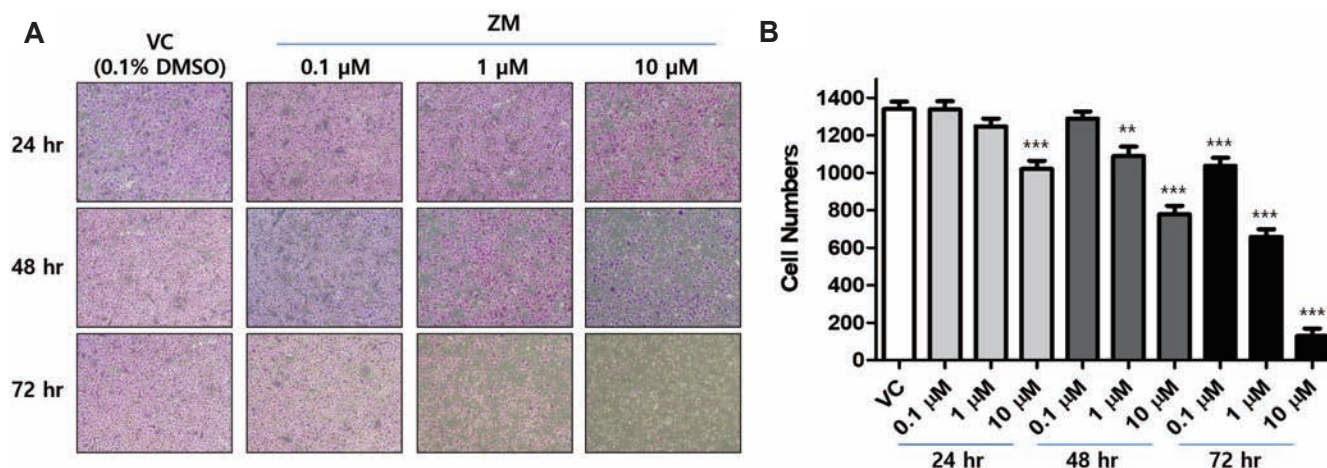 A
VC
(0.1% DMSO)
ZM
0.1 µM
1 µM
10 µM
24 hr
48 hr
72 hr
B
Cell Numbers
1400
1200
1000
800
600
400
200
0
***
**
***
***
***
***
VC
0.1 µM
1 µM
10 µM
0.1 µM
1 µM
10 µM
0.1 µM
1 µM
10 µM
24 hr
48 hr
72 hr